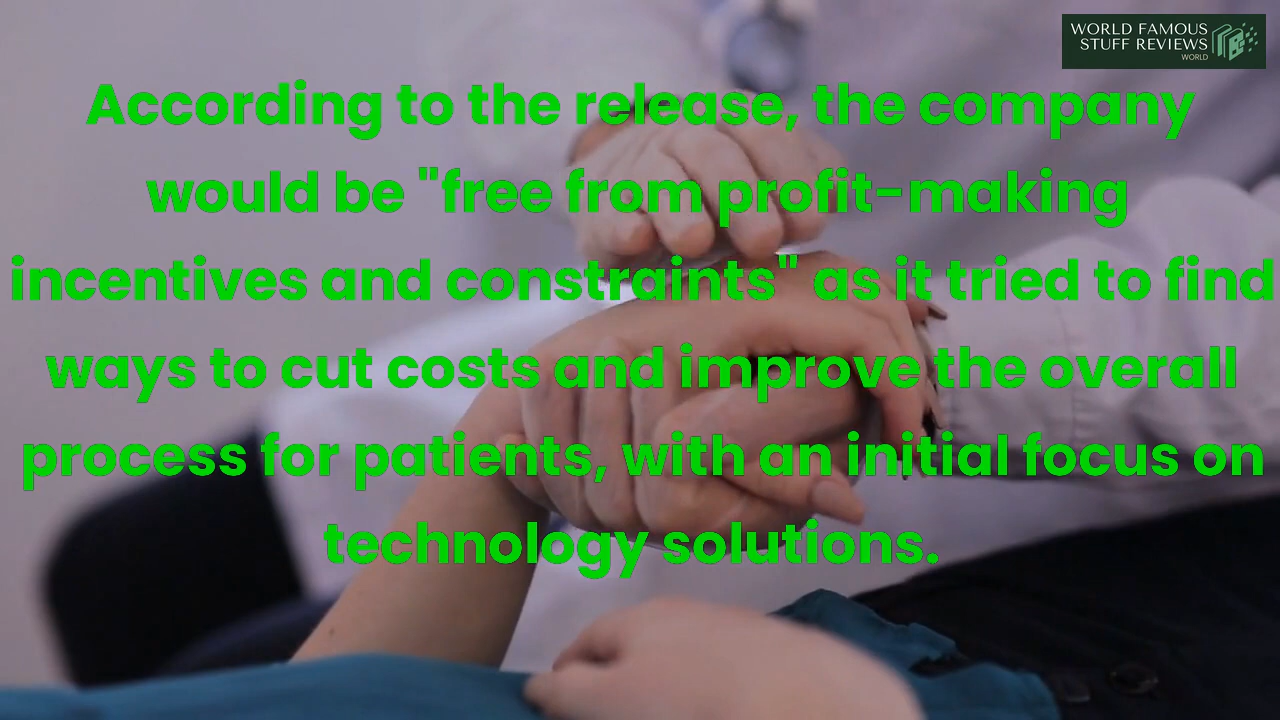 WORLD FAMOUS
STUFF REVIEWS
WORLD
According to the release, the company
would be "free from profit-making
incentives and constraints" as it tried to find
ways to cut costs and improve the overall
process for patients, with an initial focus on
technology solutions.